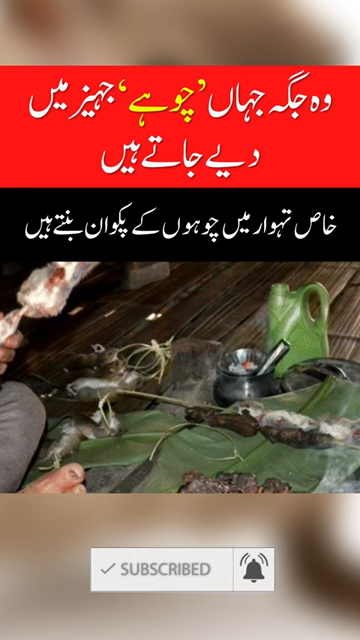 وہ جگہ جہاں ’چوہے‘ جہیز میں
دیے جاتے ہیں
خاص تہوار میں چوہوں کے پکوان بنتے ہیں
SUBSCRIBED